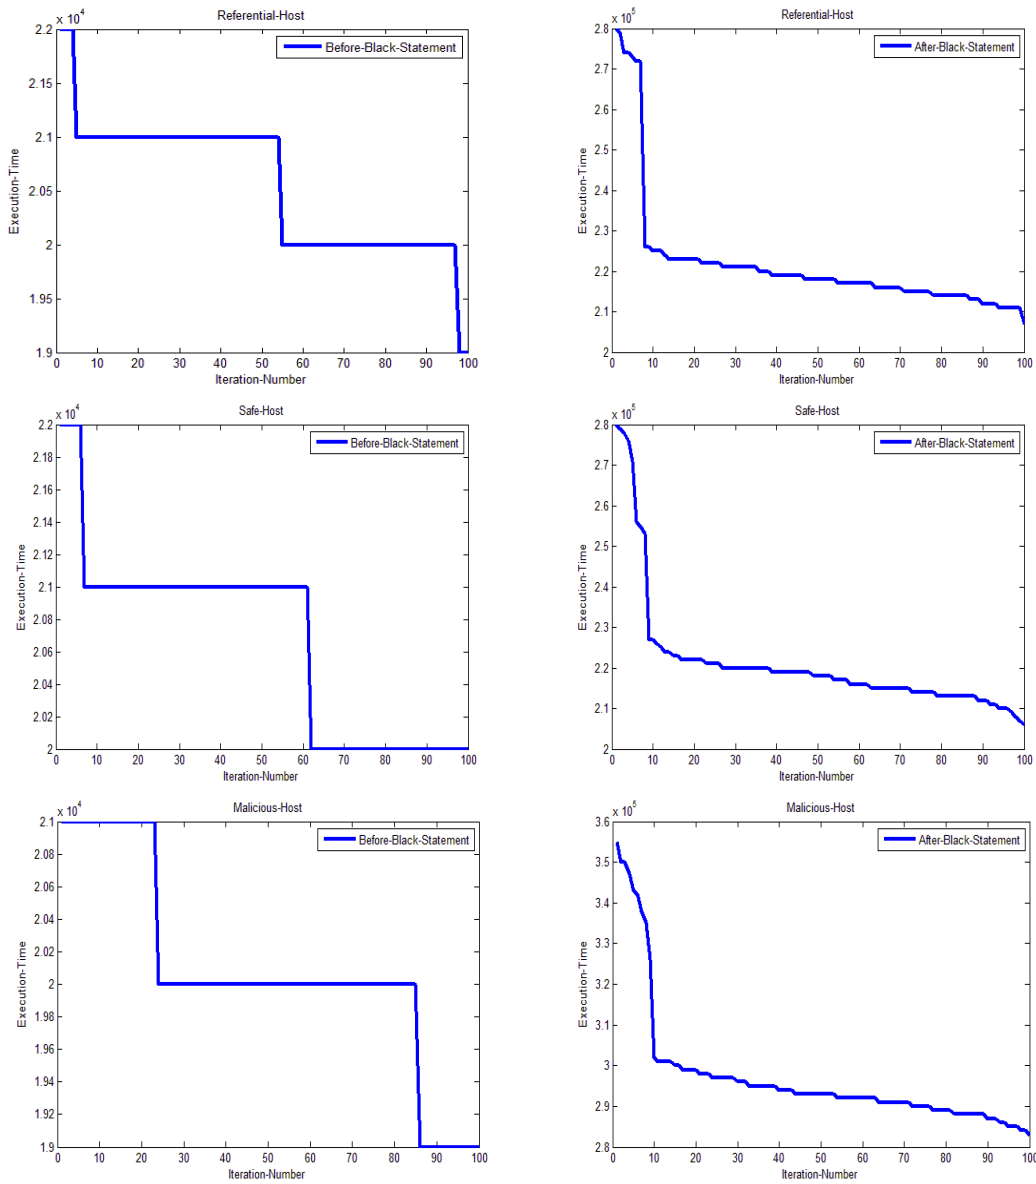 Referential-Host
x 10^4
Before-Black-Statement
2.2
2.15
2.1
2.05
2
1.95
1.9
Execution-Time
0 10 20 30 40 50 60 70 80 90 100
Iteration-Number
Referential-Host
x 10^5
After-Black-Statement
2.8
2.7
2.6
2.5
2.4
2.3
2.2
2.1
2
Execution-Time
0 10 20 30 40 50 60 70 80 90 100
Iteration-Number
Safe-Host
x 10^4
Before-Black-Statement
2.2
2.18
2.16
2.14
2.12
2.1
2.08
2.06
2.04
2.02
2
Execution-Time
0 10 20 30 40 50 60 70 80 90 100
Iteration-Number
Safe-Host
x 10^5
After-Black-Statement
2.8
2.7
2.6
2.5
2.4
2.3
2.2
2.1
2
Execution-Time
0 10 20 30 40 50 60 70 80 90 100
Iteration-Number
Malicious-Host
x 10^4
Before-Black-Statement
2.1
2.08
2.06
2.04
2.02
2
1.98
1.96
1.94
1.92
1.9
Execution-Time
0 10 20 30 40 50 60 70 80 90 100
Iteration-Number
Malicious-Host
x 10^5
After-Black-Statement
3.6
3.5
3.4
3.3
3.2
3.1
3
2.9
2.8
Execution-Time
0 10 20 30 40 50 60 70 80 90 100
Iteration-Number